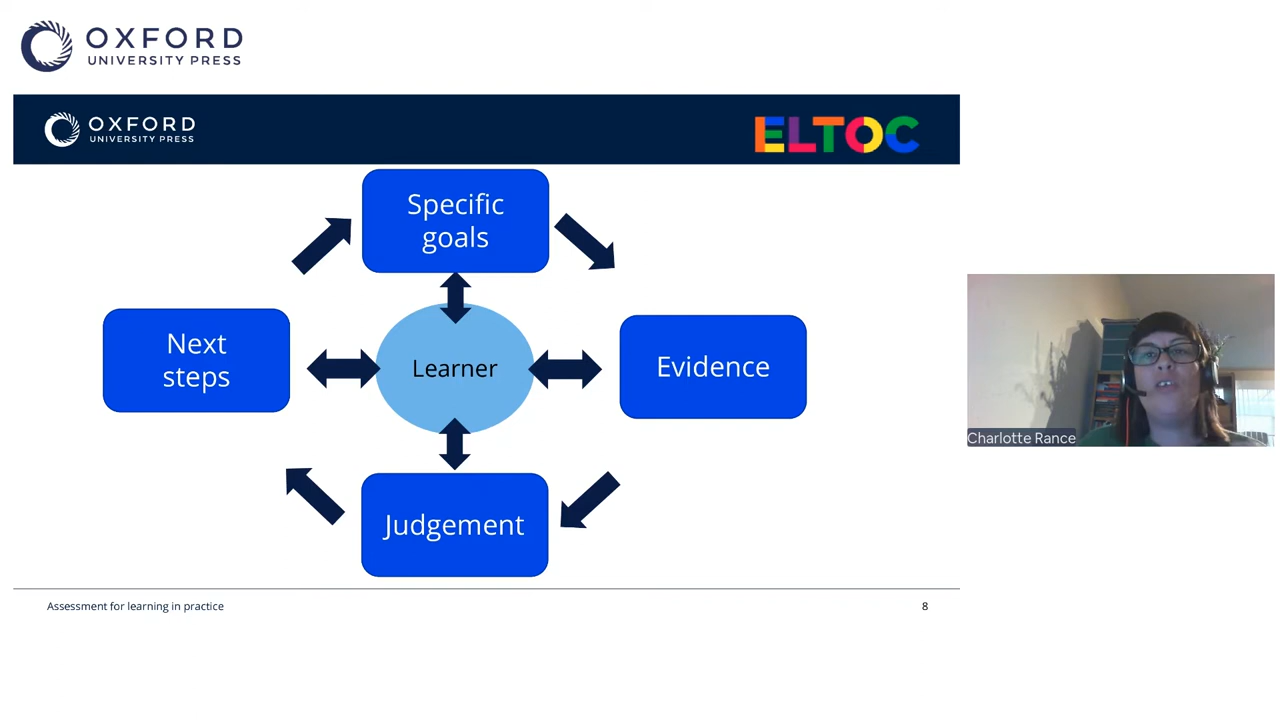 OXFORD
UNIVERSITY PRESS
OXFORD
UNIVERSITY PRESS
ELTOC
Specific
goals
Next
steps
Learner
Evidence
Judgement
Charlotte Rance
Assessment for learning in practice
8